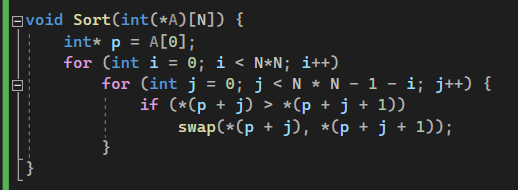 void Sort(int(*A)[N]) {
int* p = A[0];
for (int i = 0; i < N*N; i++)
for (int j = 0; j < N * N - 1 - i; j++) {
if (*(p + j) > *(p + j + 1))
swap(*(p + j), *(p + j + 1));
}
}